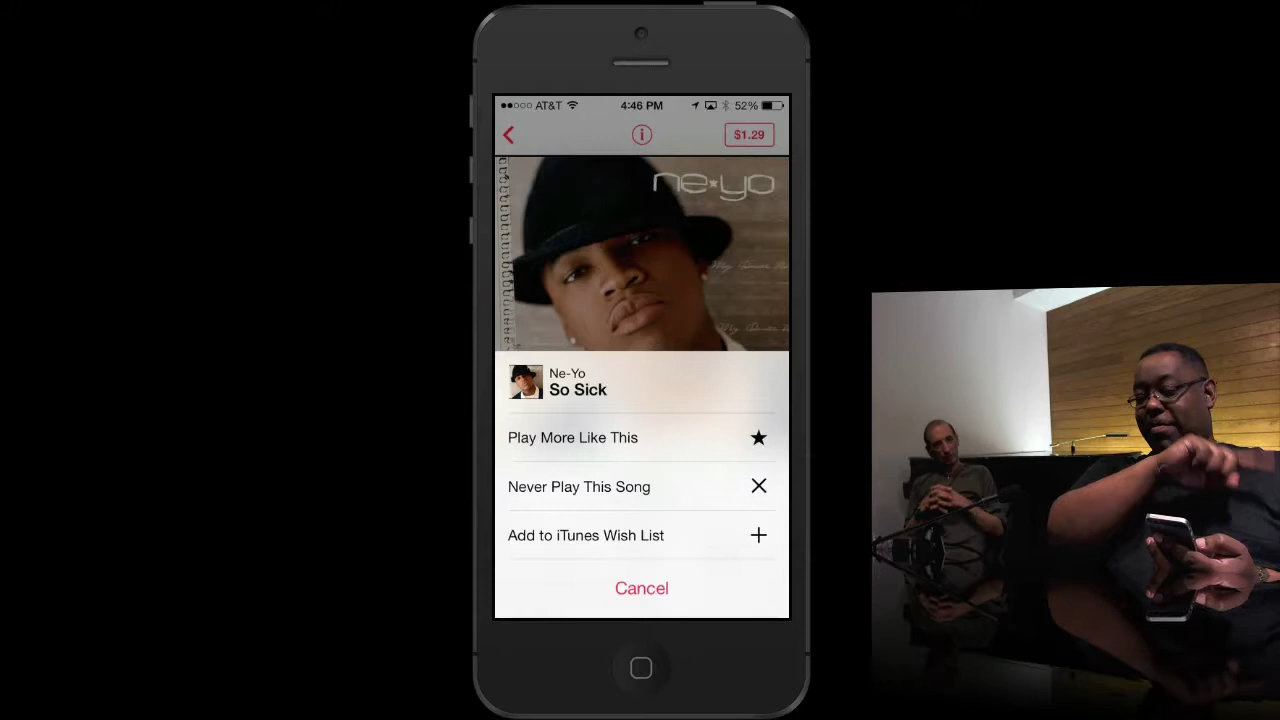 AT&T 4:46 PM 52%
$1.29
ne★yo
Ne-Yo
So Sick
Play More Like This
Never Play This Song
Add to iTunes Wish List
Cancel